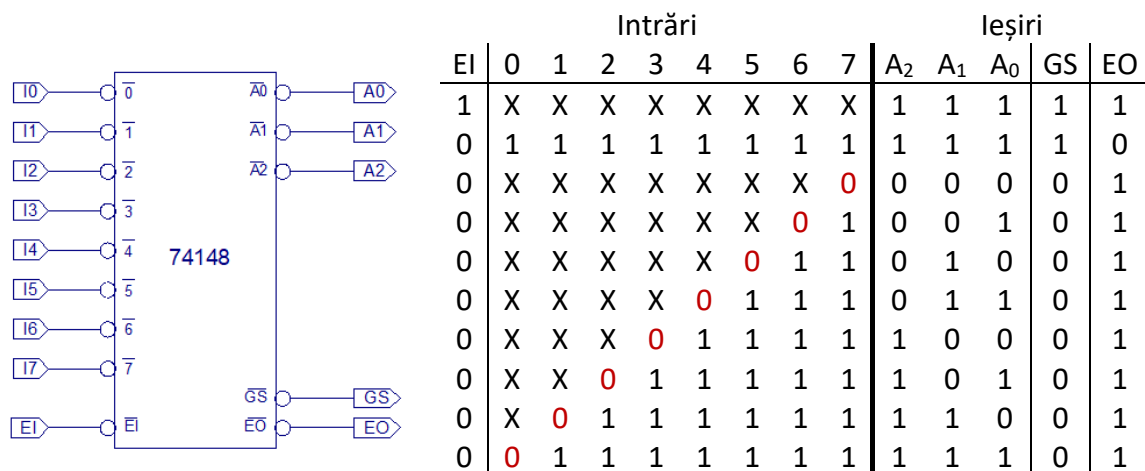 Intrări Ieșiri
EI 0 1 2 3 4 5 6 7 A₂ A₁ A₀ GS EO
1 X X X X X X X X 1 1 1 1 1
0 1 1 1 1 1 1 1 1 1 1 1 1 0
0 X X X X X X X 0 0 0 0 0 1
0 X X X X X X 0 1 0 0 1 0 1
0 X X X X X 0 1 1 0 1 0 0 1
0 X X X X 0 1 1 1 0 1 1 0 1
0 X X X 0 1 1 1 1 1 0 0 0 1
0 X X 0 1 1 1 1 1 1 0 1 0 1
0 X 0 1 1 1 1 1 1 1 1 0 0 1
0 0 1 1 1 1 1 1 1 1 1 1 0 1
I0 0̅ A̅0̅ A0
I1 1̅ A̅1̅ A1
I2 2̅ A̅2̅ A2
I3 3̅
I4 4̅
74148
I5 5̅
I6 6̅
I7 7̅
G̅S̅ GS
EI E̅I̅ E̅O̅ EO